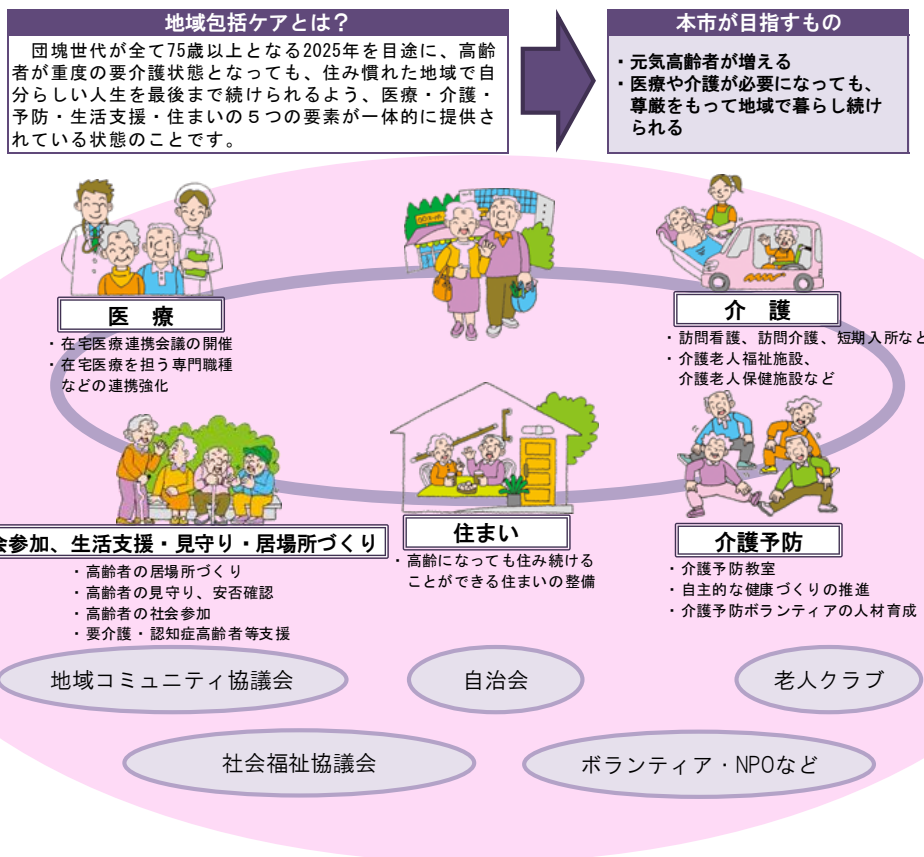 地域包括ケアとは？
団塊世代が全て75歳以上となる2025年を目途に、高齢
者が重度の要介護状態となっても、住み慣れた地域で自
分らしい人生を最後まで続けられるよう、医療・介護・
予防・生活支援・住まいの５つの要素が一体的に提供さ
れている状態のことです。
本市が目指すもの
・元気高齢者が増える
・医療や介護が必要になっても、
尊厳をもって地域で暮らし続け
られる
医　療
・在宅医療連携会議の開催
・在宅医療を担う専門職種
などの連携強化
介　護
・訪問看護、訪問介護、短期入所など
・介護老人福祉施設、
介護老人保健施設など
会参加、生活支援・見守り・居場所づくり
・高齢者の居場所づくり
・高齢者の見守り、安否確認
・高齢者の社会参加
・要介護・認知症高齢者等支援
住まい
・高齢になっても住み続ける
ことができる住まいの整備
介護予防
・介護予防教室
・自主的な健康づくりの推進
・介護予防ボランティアの人材育成
地域コミュニティ協議会
自治会
老人クラブ
社会福祉協議会
ボランティア・NPOなど